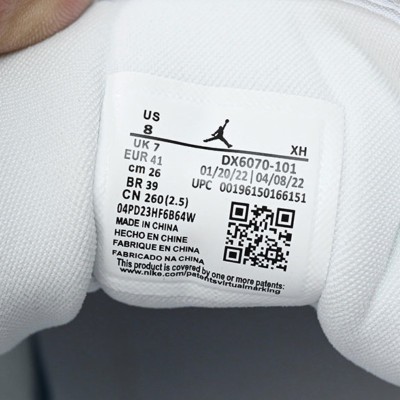 US
8
XH
UK 7
DX6070-101
EUR 41
01/20/22 | 04/08/22
cm 26
UPC 00196150166151
BR 39
CN 260(2.5)
04PD23HF6B64W
MADE IN CHINA
HECHO EN CHINE
FABRIQUE EN CHINA
FABRICADO NA CHINA
This product is covered by one or more patents:
www.nike.com/patentsvirtualmarking